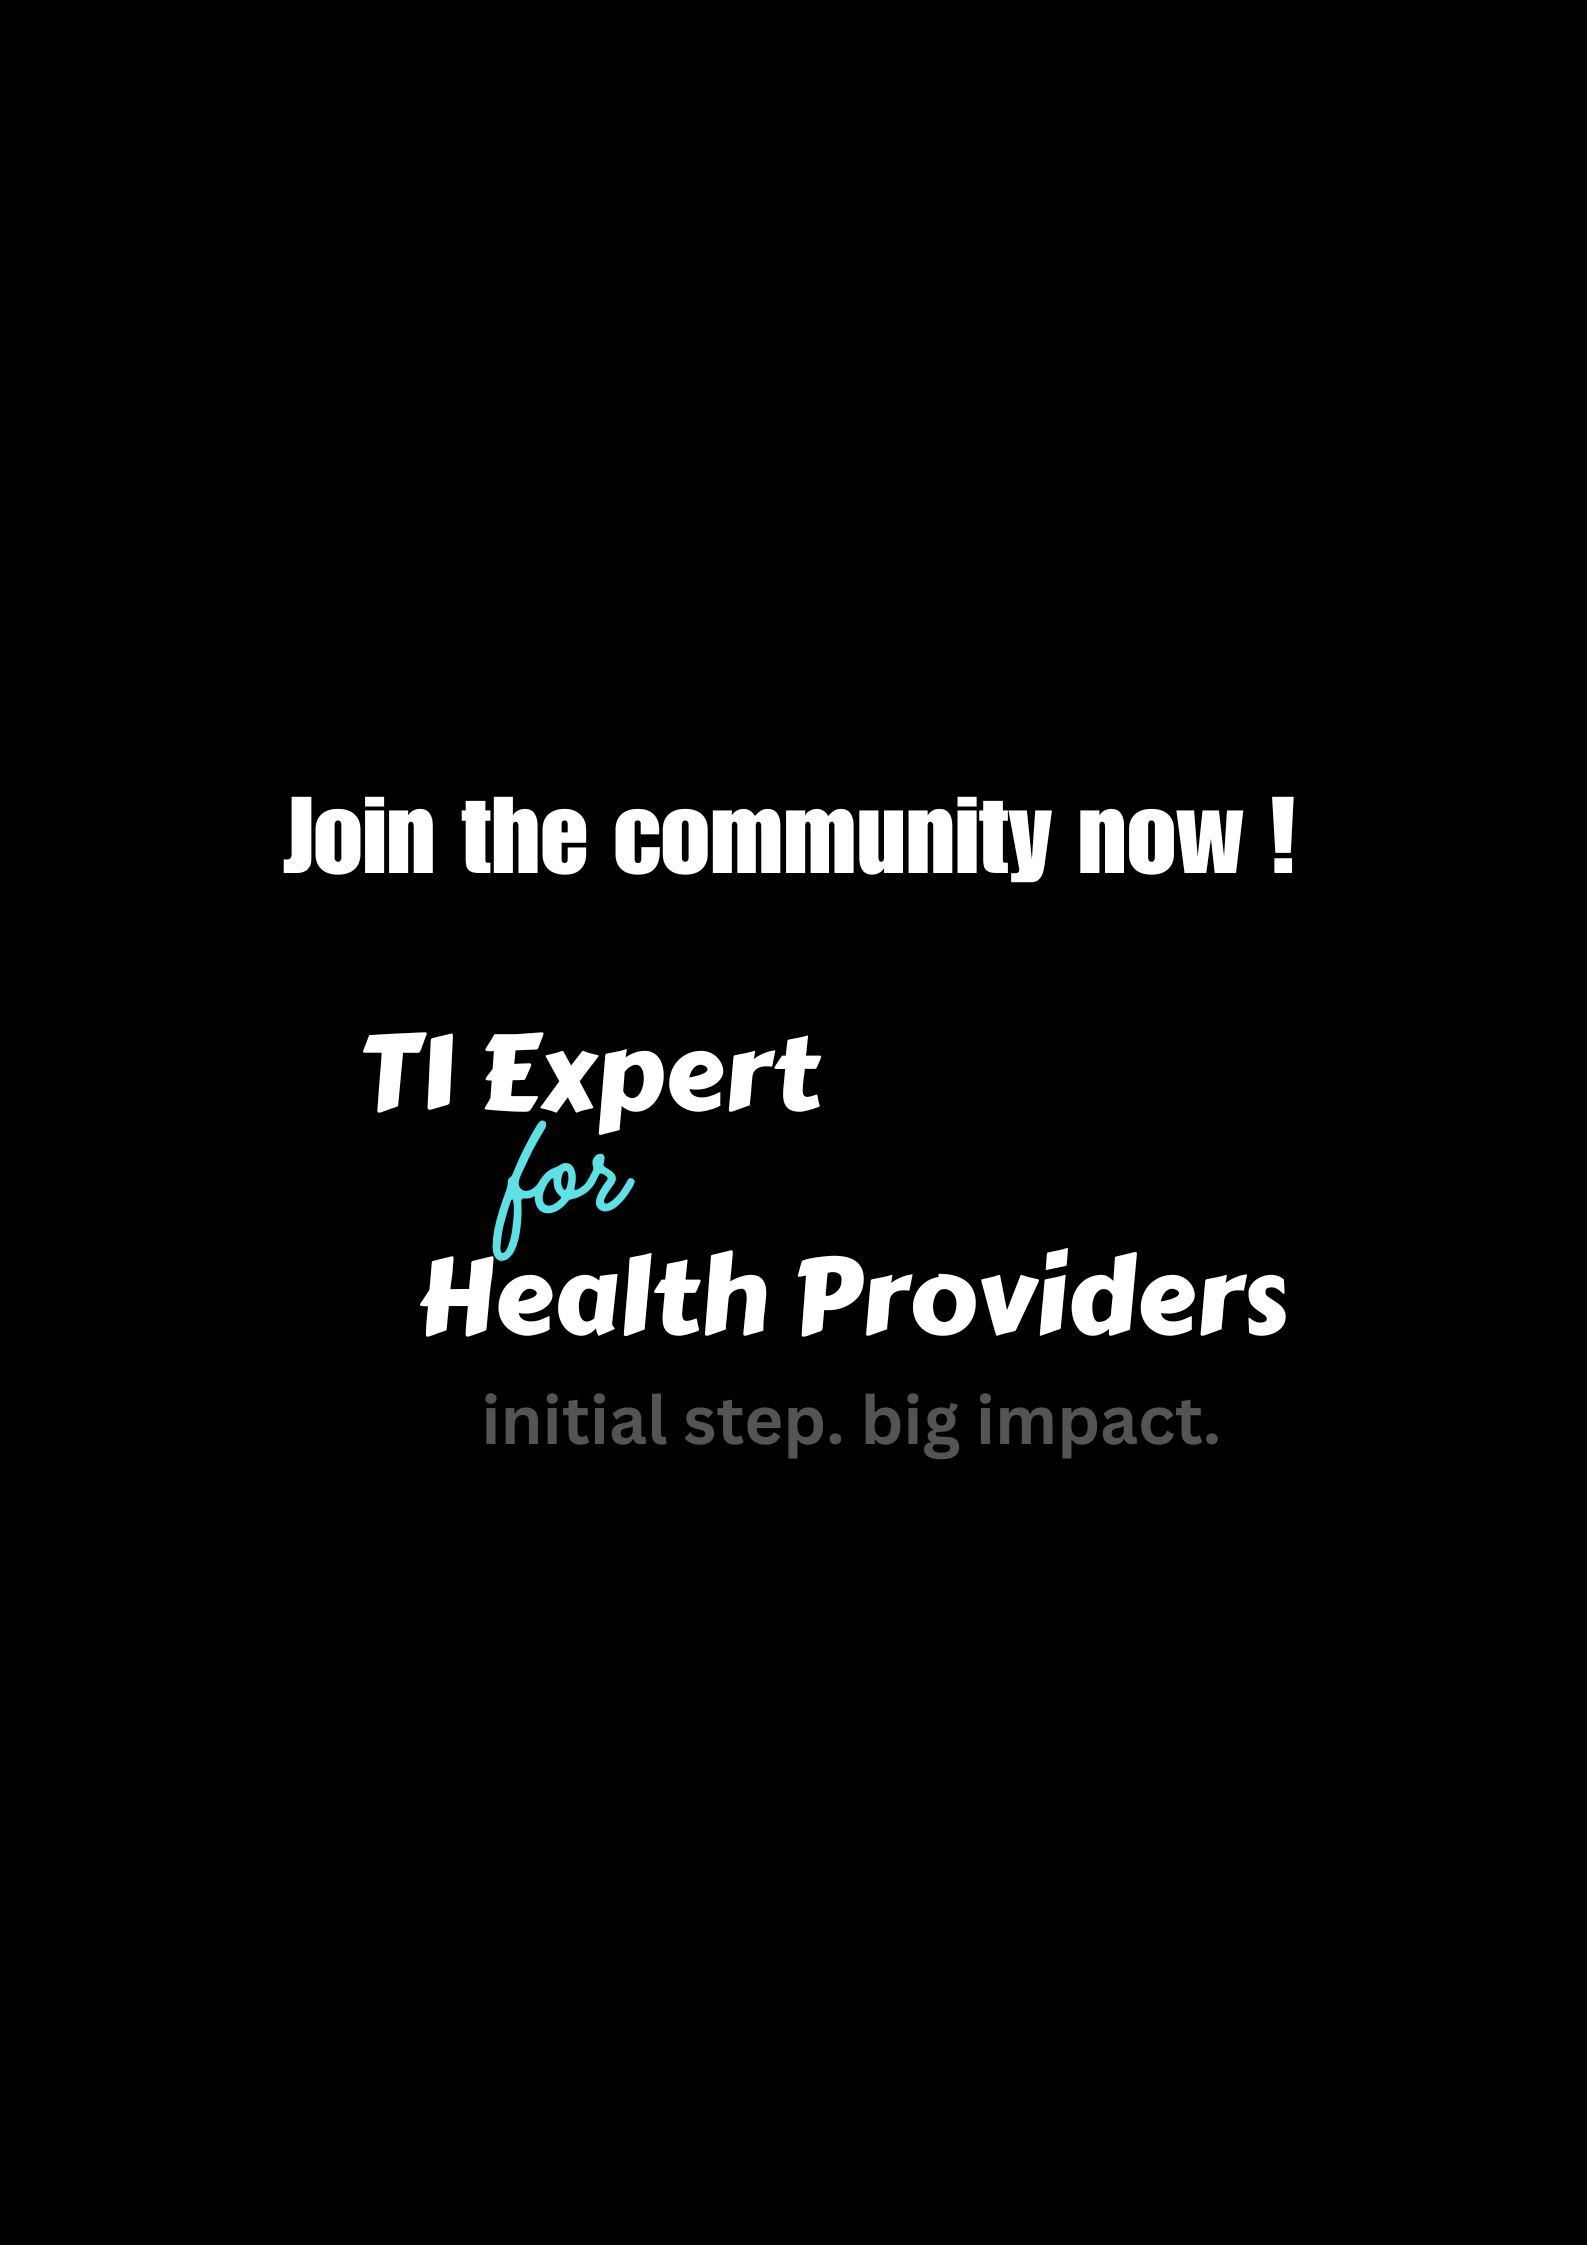 Join the community now !
TI Expert
for
Health Providers
initial step. big impact.